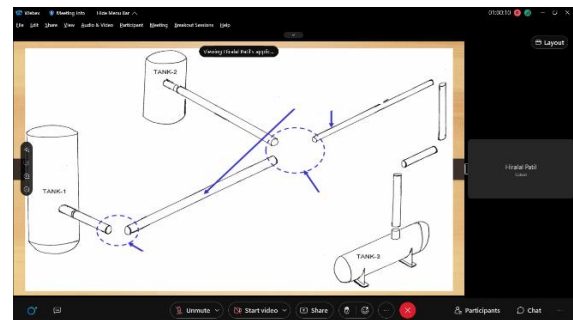 Webex Meeting Info Hide Menu Bar 01:00:10
File Edit Share View Audio & Video Participant Meeting Breakout Sessions Help
Viewing Hiralal Patil's applic...
Layout
TANK-2
TANK-1
TANK-3
Hiralal Patil
Unmute Start video Share Participants Chat